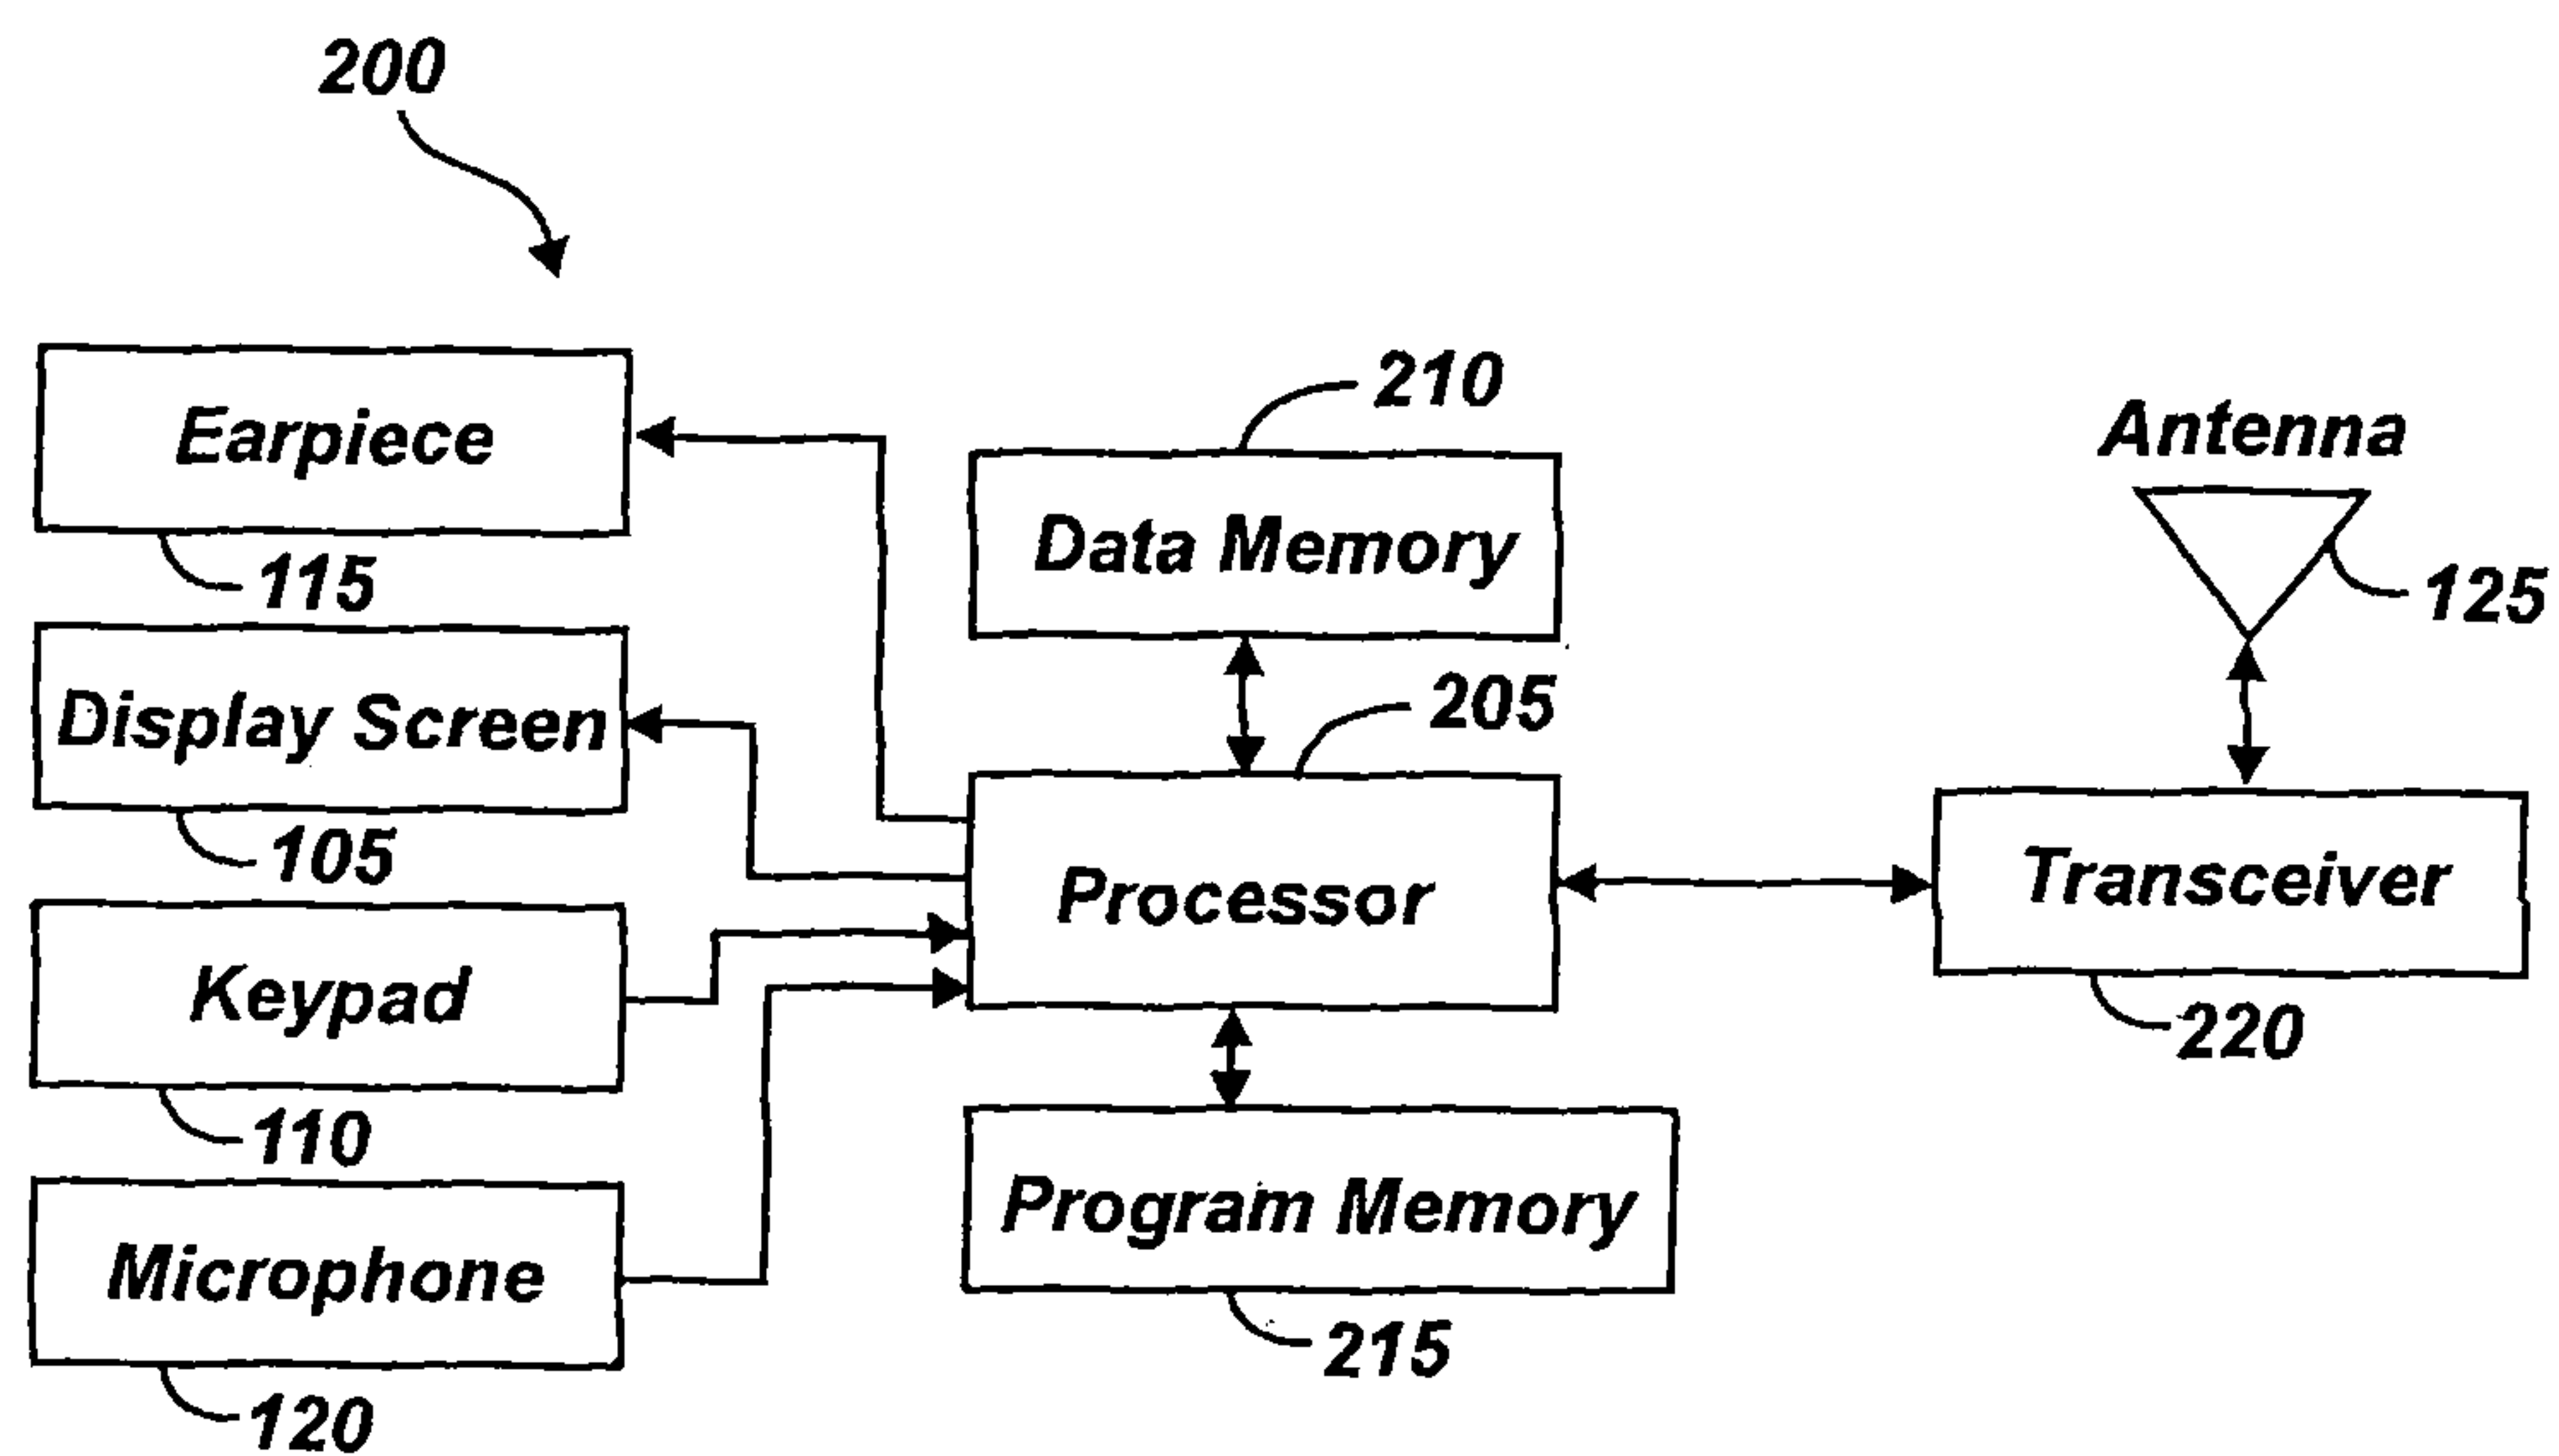 200
Earpiece
115
Display Screen
105
Keypad
110
Microphone
120
210
Data Memory
205
Processor
Program Memory
215
Antenna
125
Transceiver
220